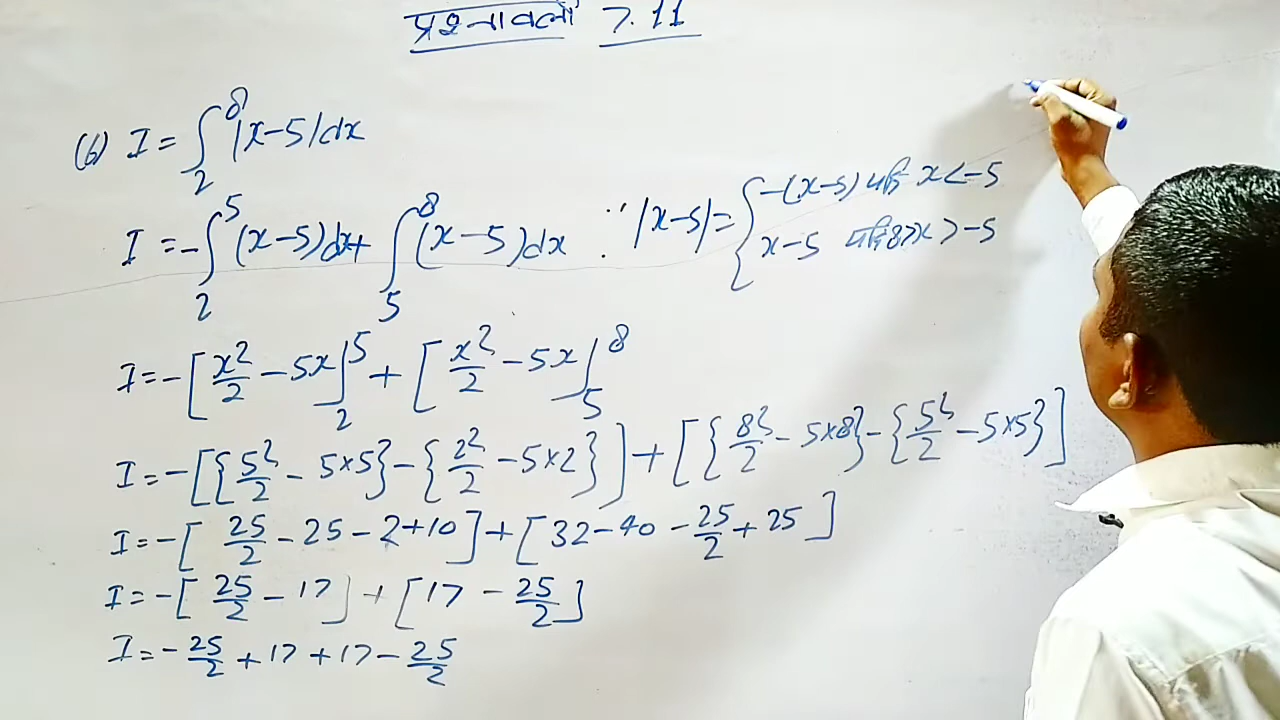 प्रश्नावली 7.11
(6) I = ∫₂⁸ |x-5| dx
I = -∫₂⁵ (x-5) dx + ∫₅⁸ (x-5) dx ∵ |x-5| = { -(x-5) यदि x < -5
x-5 यदि 8 > x > -5
I = -[x²/2 - 5x]₂⁵ + [x²/2 - 5x]₅⁸
I = -[{5²/2 - 5×5} - {2²/2 - 5×2}] + [{8²/2 - 5×8} - {5²/2 - 5×5}]
I = -[25/2 - 25 - 2 + 10] + [32 - 40 - 25/2 + 25]
I = -[25/2 - 17] + [17 - 25/2]
I = -25/2 + 17 + 17 - 25/2